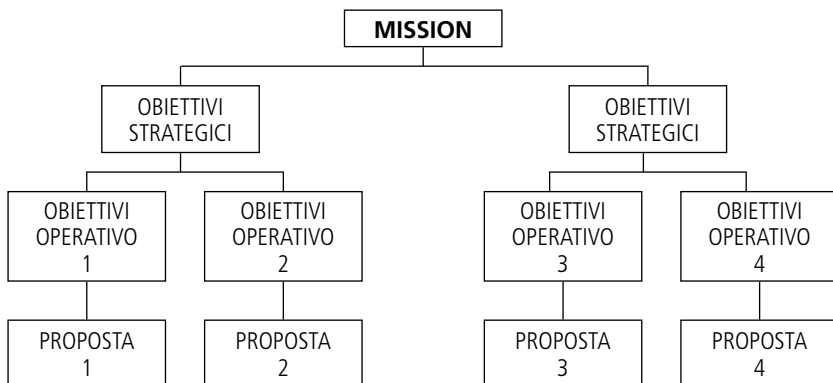 MISSION
OBIETTIVI
STRATEGICI
OBIETTIVI
STRATEGICI
OBIETTIVI
OPERATIVO
1
OBIETTIVI
OPERATIVO
2
OBIETTIVI
OPERATIVO
3
OBIETTIVI
OPERATIVO
4
PROPOSTA
1
PROPOSTA
2
PROPOSTA
3
PROPOSTA
4